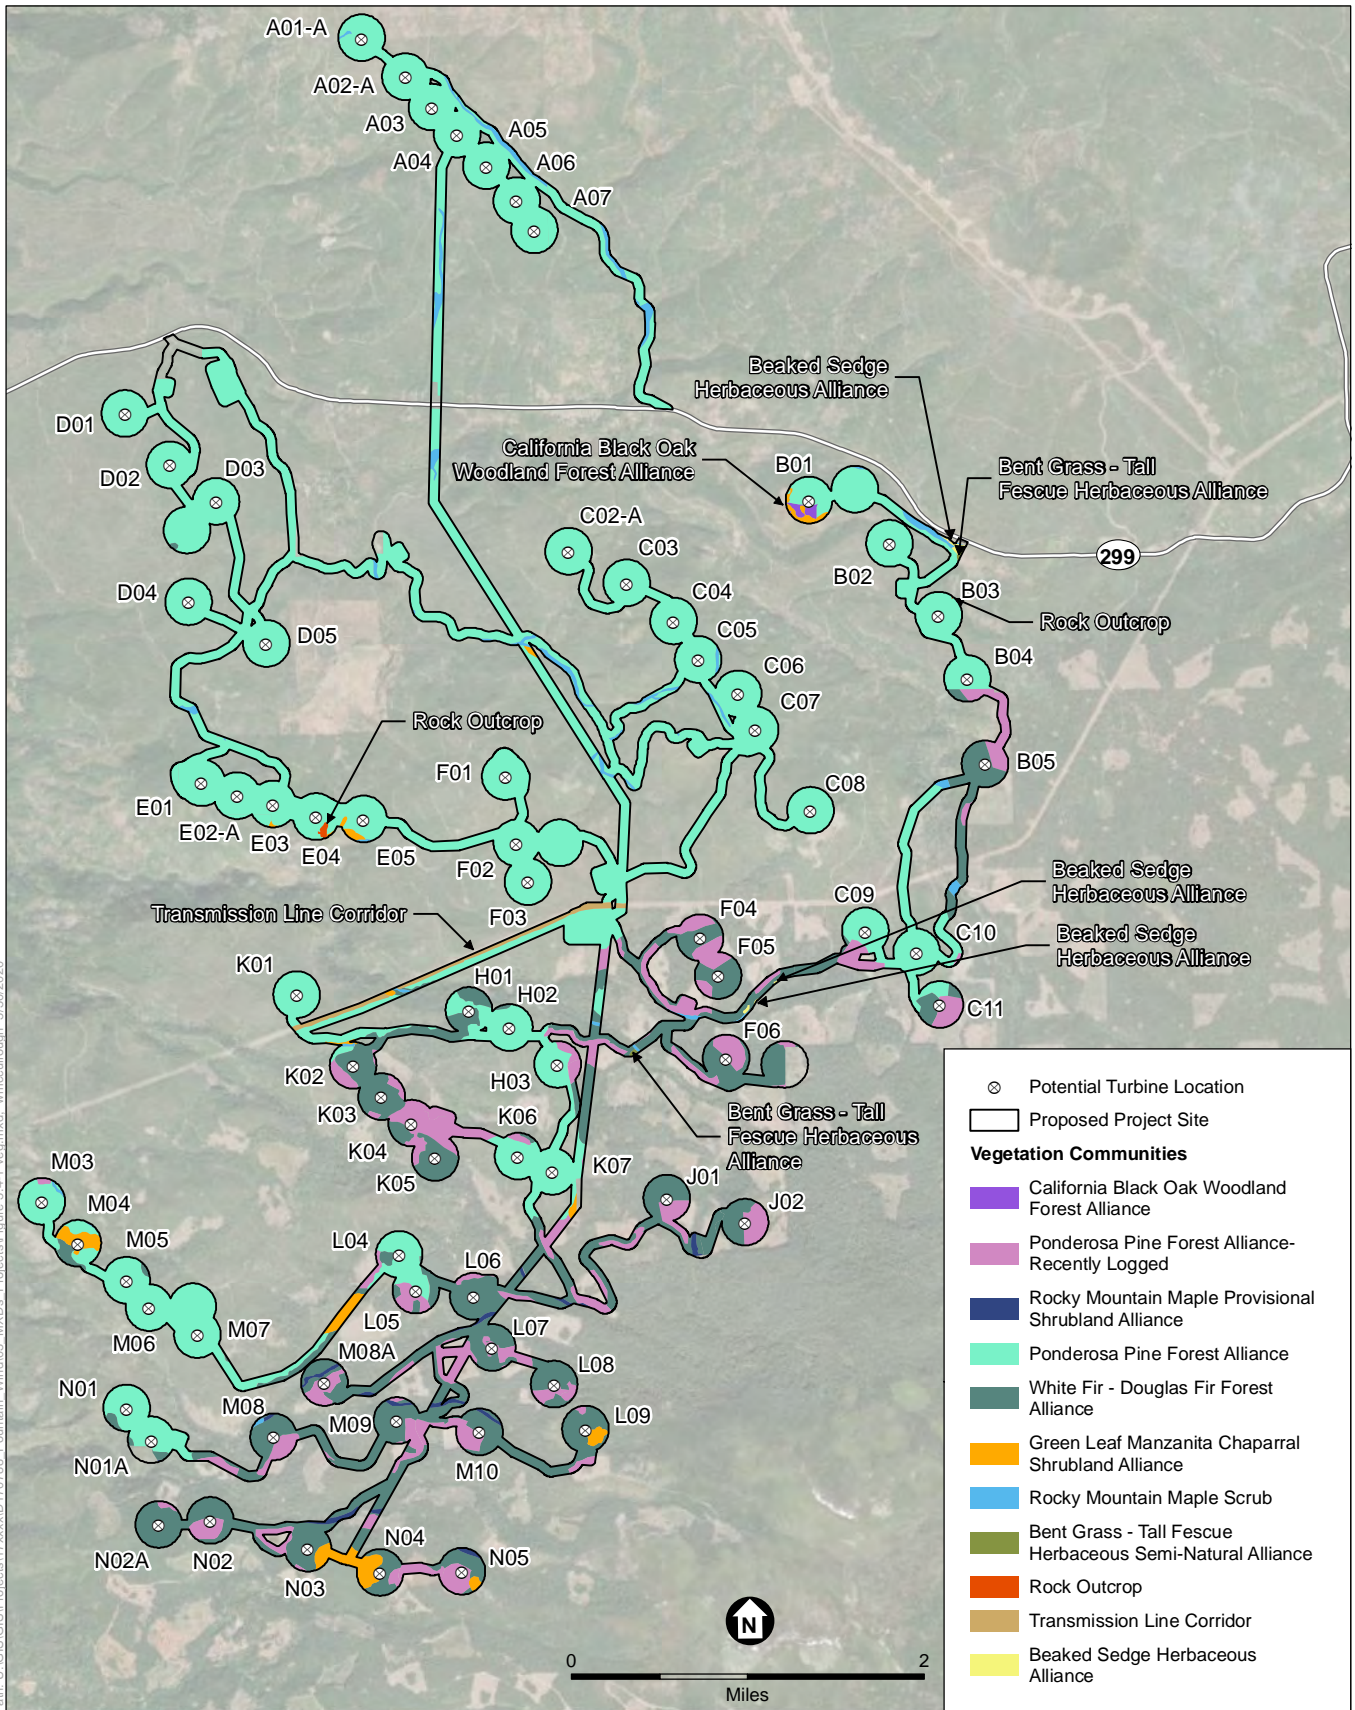 A01-A
A02-A
A03
A04
A05
A06
A07
Beaked Sedge
Herbaceous Alliance
California Black Oak
Woodland Forest Alliance
B01
Bent Grass - Tall
Fescue Herbaceous Alliance
299
D01
D02
D03
D04
D05
C02-A
C03
C04
C05
C06
C07
C08
B02
B03
Rock Outcrop
B04
B05
Rock Outcrop
E01
E02-A
E03
E04
E05
F01
F02
F03
Transmission Line Corridor
F04
F05
C09
Beaked Sedge
Herbaceous Alliance
C10
Beaked Sedge
Herbaceous Alliance
C11
K01
H01
H02
H03
F06
K02
K03
K04
K05
K06
K07
Bent Grass - Tall
Fescue Herbaceous
Alliance
J01
J02
M03
M04
M05
M06
M07
L04
L05
L06
L07
L08
L09
M08A
M08
M09
M10
N01
N01A
N02A
N02
N03
N04
N05
N
0
2
Miles
Potential Turbine Location
Proposed Project Site
Vegetation Communities
California Black Oak Woodland
Forest Alliance
Ponderosa Pine Forest Alliance-
Recently Logged
Rocky Mountain Maple Provisional
Shrubland Alliance
Ponderosa Pine Forest Alliance
White Fir - Douglas Fir Forest
Alliance
Green Leaf Manzanita Chaparral
Shrubland Alliance
Rocky Mountain Maple Scrub
Bent Grass - Tall Fescue
Herbaceous Semi-Natural Alliance
Rock Outcrop
Transmission Line Corridor
Beaked Sedge Herbaceous
Alliance